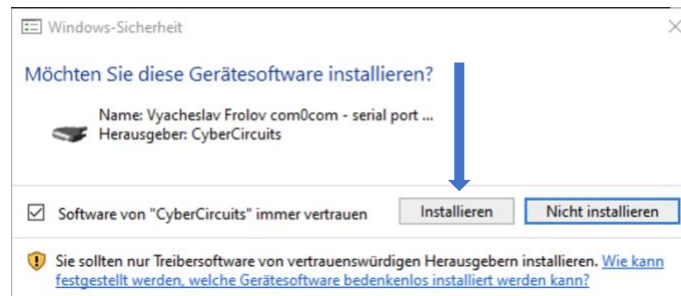 Windows-Sicherheit
Möchten Sie diese Gerätesoftware installieren?
Name: Vyacheslav Frolov com0com - serial port ...
Herausgeber: CyberCircuits
Software von "CyberCircuits" immer vertrauen
Installieren
Nicht installieren
Sie sollten nur Treibersoftware von vertrauenswürdigen Herausgebern installieren. Wie kann
festgestellt werden, welche Gerätesoftware bedenkenlos installiert werden kann?